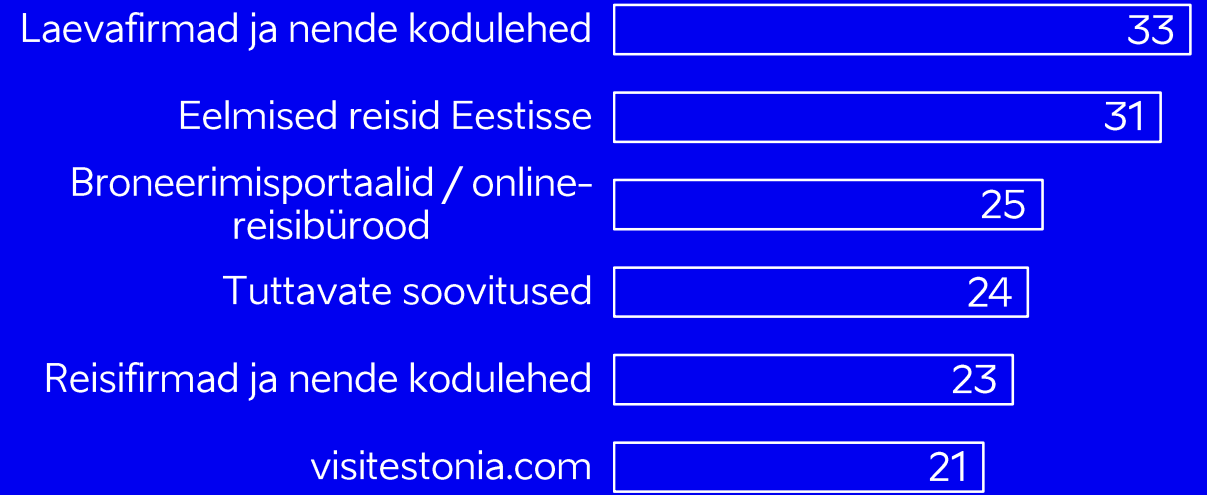 Laevafirmad ja nende kodulehed 33
Eelmised reisid Eestisse 31
Broneerimisportaalid / online-
reisibürood 25
Tuttavate soovitused 24
Reisifirmad ja nende kodulehed 23
visitestonia.com 21